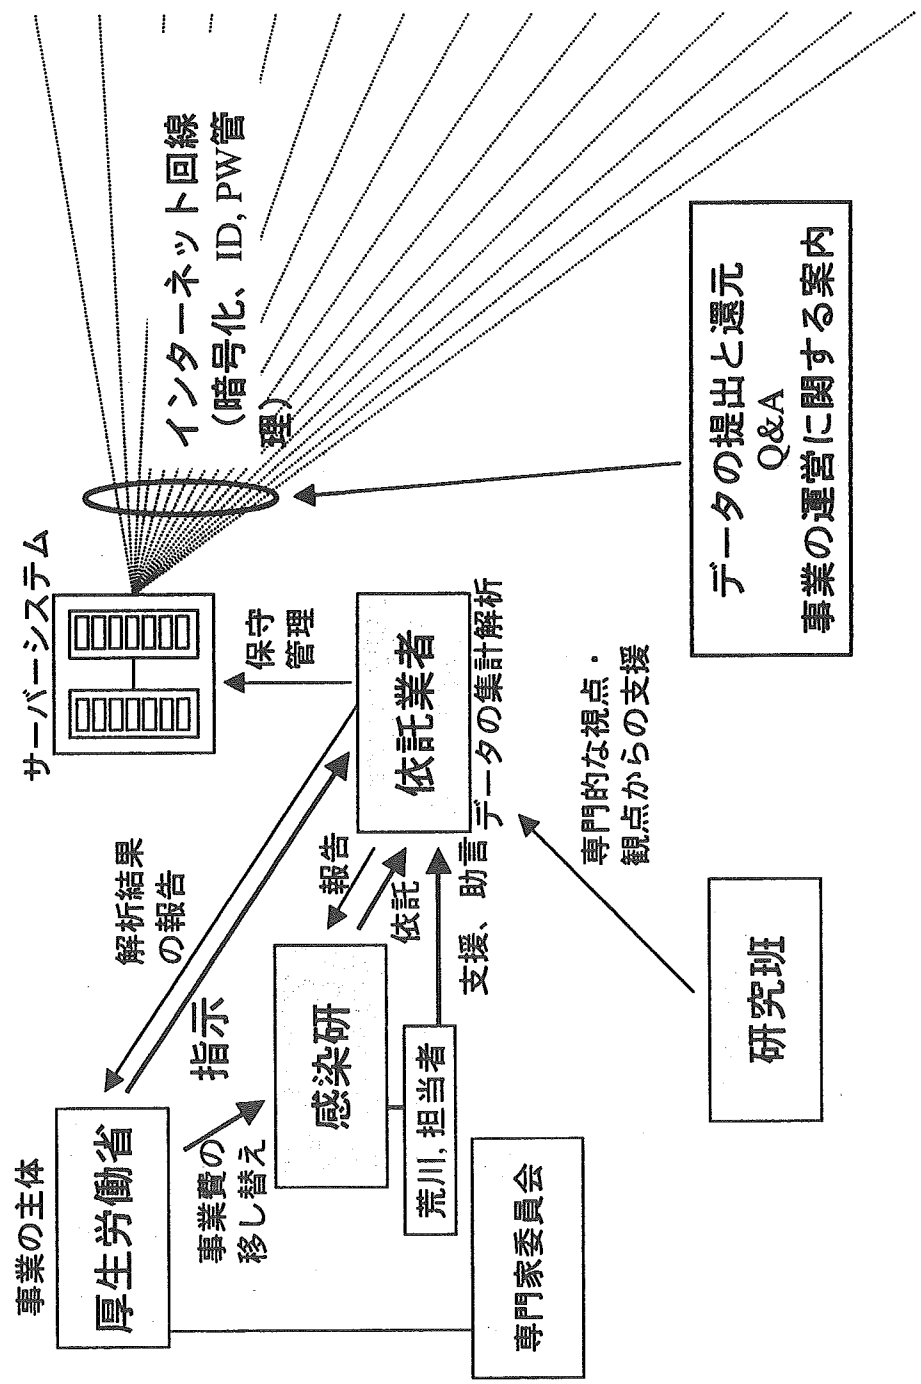 事業の主体
厚生労働省
事業費の
移し替え
指示
解析結果
の報告
サーバーシステム
保守
管理
インターネット回線
(暗号化、ID, PW管
理)
感染研
荒川, 担当者
報告
依託
依託業者
データの集計解析
支援、助言
専門家委員会
研究班
専門的な視点・
観点からの支援
データの提出と還元
Q&A
事業の運営に関する案内